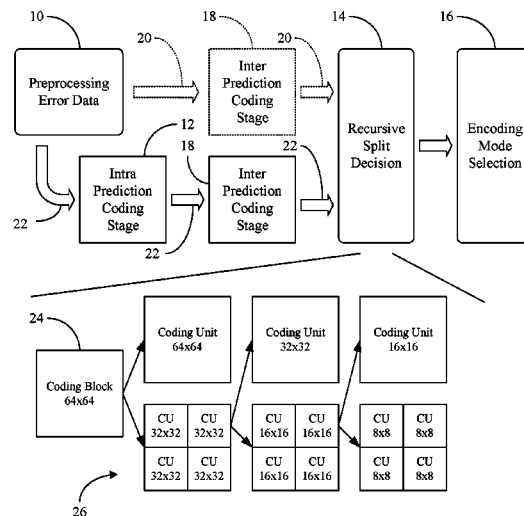 10
20
18
20
14
16
Preprocessing
Error Data
Inter
Prediction
Coding
Stage
Recursive
Split
Decision
Encoding
Mode
Selection
12
18
22
Intra
Prediction
Coding
Stage
Inter
Prediction
Coding
Stage
22
22
24
Coding Block
64x64
Coding Unit
64x64
Coding Unit
32x32
Coding Unit
16x16
CU
32x32
CU
32x32
CU
32x32
CU
32x32
CU
16x16
CU
16x16
CU
16x16
CU
16x16
CU
8x8
CU
8x8
CU
8x8
CU
8x8
26